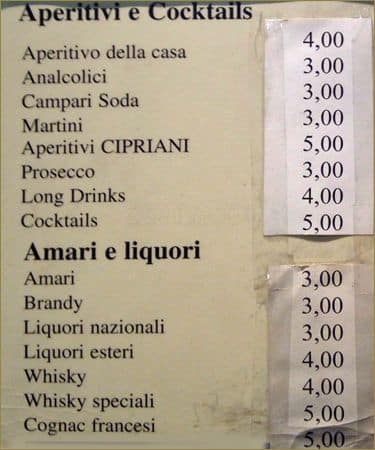 Aperitivi e Cocktails
Aperitivo della casa 4,00
Analcolici 3,00
Campari Soda 3,00
Martini 3,00
Aperitivi CIPRIANI 5,00
Prosecco 3,00
Long Drinks 4,00
Cocktails 5,00
Amari e liquori
Amari 3,00
Brandy 3,00
Liquori nazionali 3,00
Liquori esteri 4,00
Whisky 4,00
Whisky speciali 5,00
Cognac francesi 5,00